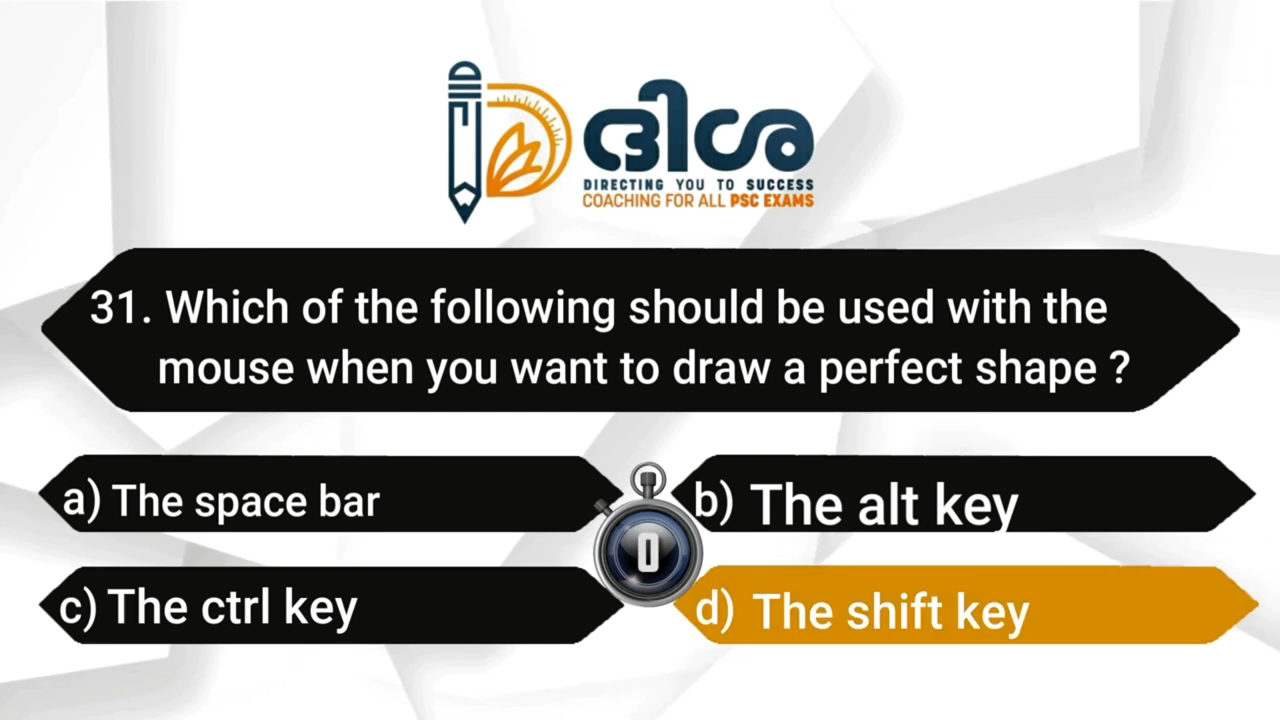 ദിശ
DIRECTING YOU TO SUCCESS
COACHING FOR ALL PSC EXAMS
31. Which of the following should be used with the
mouse when you want to draw a perfect shape ?
a) The space bar
b) The alt key
0
c) The ctrl key
d) The shift key